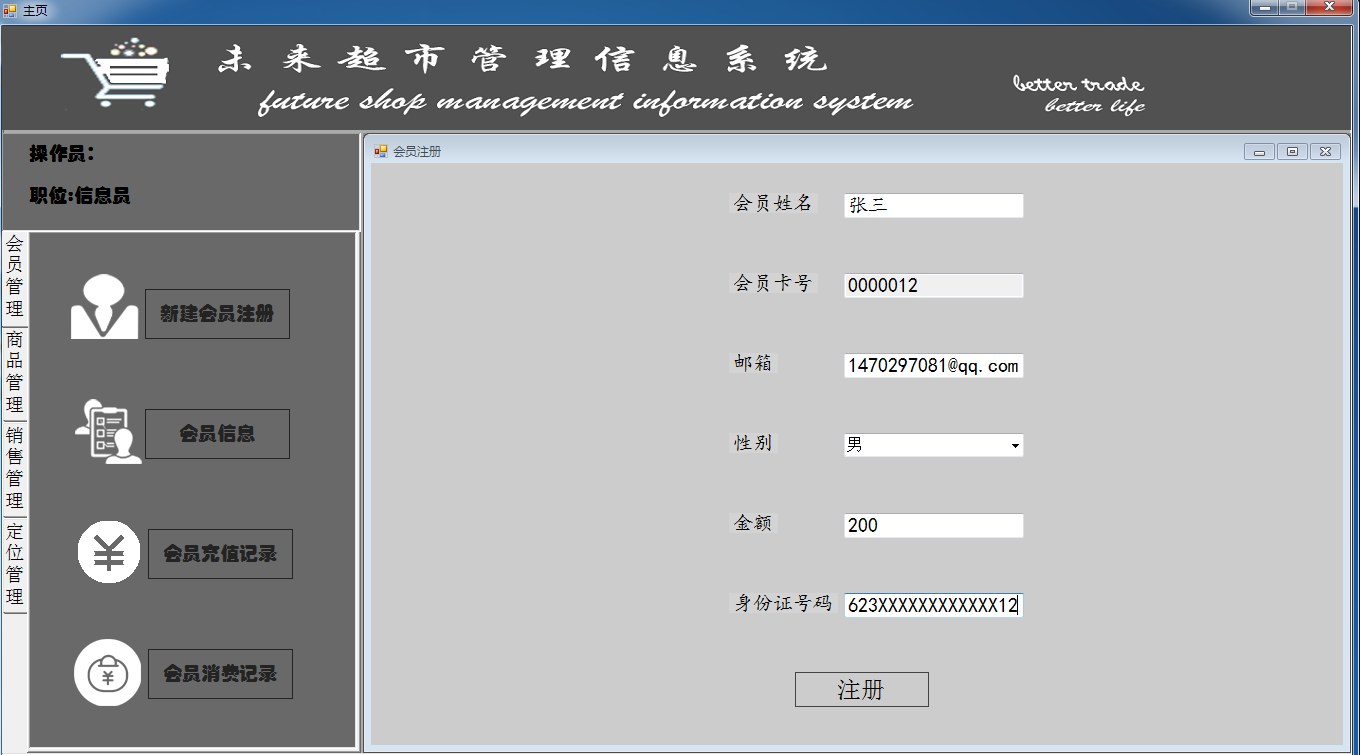 主页
未来超市管理信息系统
future shop management information system
better trade
better life
操作员:
职位:信息员
会员管理
商品管理
销售管理
定位管理
新建会员注册
会员信息
会员充值记录
会员消费记录
会员注册
会员姓名 张三
会员卡号 0000012
邮箱 1470297081@qq.com
性别 男
金额 200
身份证号码 623XXXXXXXXXXXX12
注册